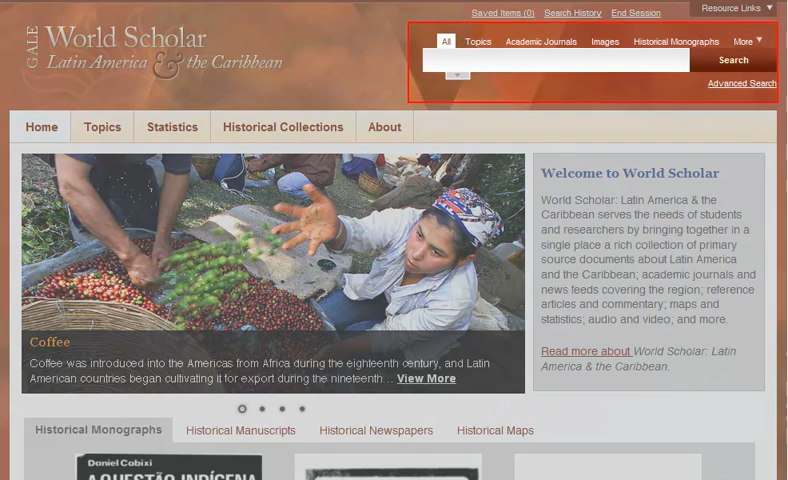 Saved Items (0) Search History End Session Resource Links
GALE World Scholar
Latin America & the Caribbean
All Topics Academic Journals Images Historical Monographs More
Search
Advanced Search
Home Topics Statistics Historical Collections About
Welcome to World Scholar
World Scholar: Latin America & the
Caribbean serves the needs of students
and researchers by bringing together in a
single place a rich collection of primary
source documents about Latin America
and the Caribbean; academic journals and
news feeds covering the region; reference
articles and commentary; maps and
statistics; audio and video; and more.
Read more about World Scholar: Latin
America & the Caribbean.
Coffee
Coffee was introduced into the Americas from Africa during the eighteenth century, and Latin
American countries began cultivating it for export during the nineteenth... View More
Historical Monographs Historical Manuscripts Historical Newspapers Historical Maps
Daniel Cobixi
A QUESTÃO INDÍGENA